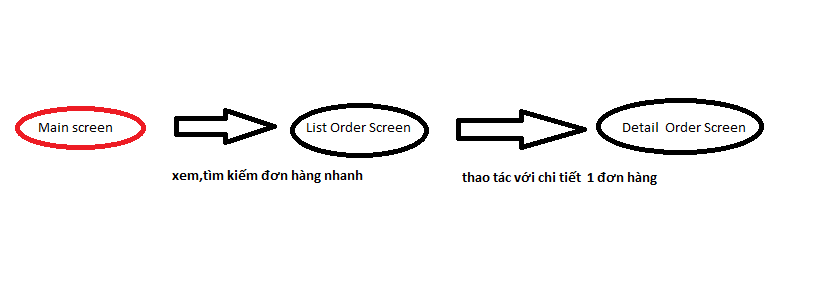 Main screen
List Order Screen
Detail Order Screen
xem,tìm kiếm đơn hàng nhanh
thao tác với chi tiết 1 đơn hàng